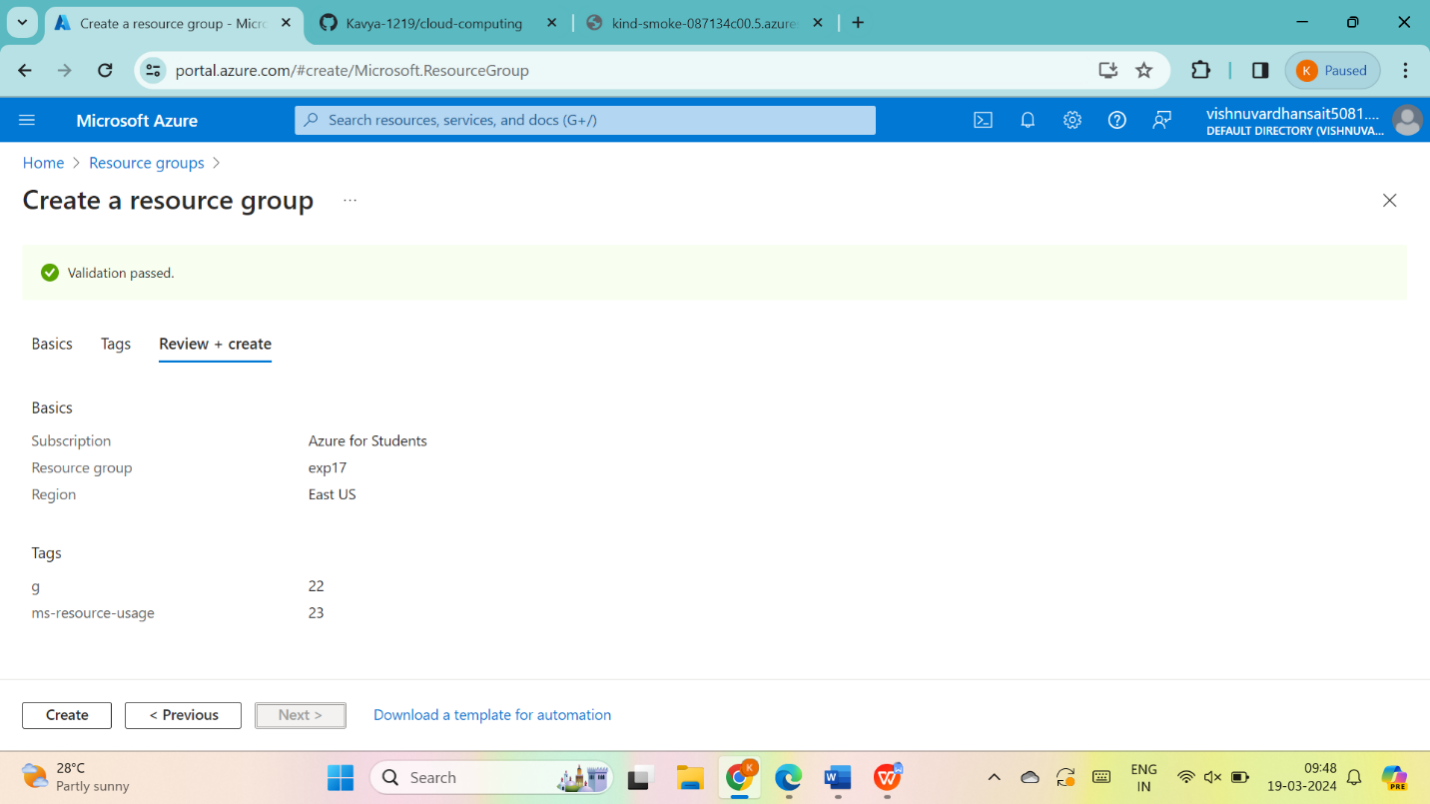 Create a resource group - Micro
Kavya-1219/cloud-computing
kind-smoke-087134c00.5.azure
portal.azure.com/#create/Microsoft.ResourceGroup
K
Paused
Microsoft Azure
Search resources, services, and docs (G+/)
vishnuvardhansait5081....
DEFAULT DIRECTORY (VISHNUVA...
Home > Resource groups >
Create a resource group ...
Validation passed.
Basics Tags Review + create
Basics
Subscription Azure for Students
Resource group exp17
Region East US
Tags
g 22
ms-resource-usage 23
Create < Previous Next > Download a template for automation
28°C
Partly sunny
Search
K
W
W
ENG
IN
09:48
19-03-2024
PRE